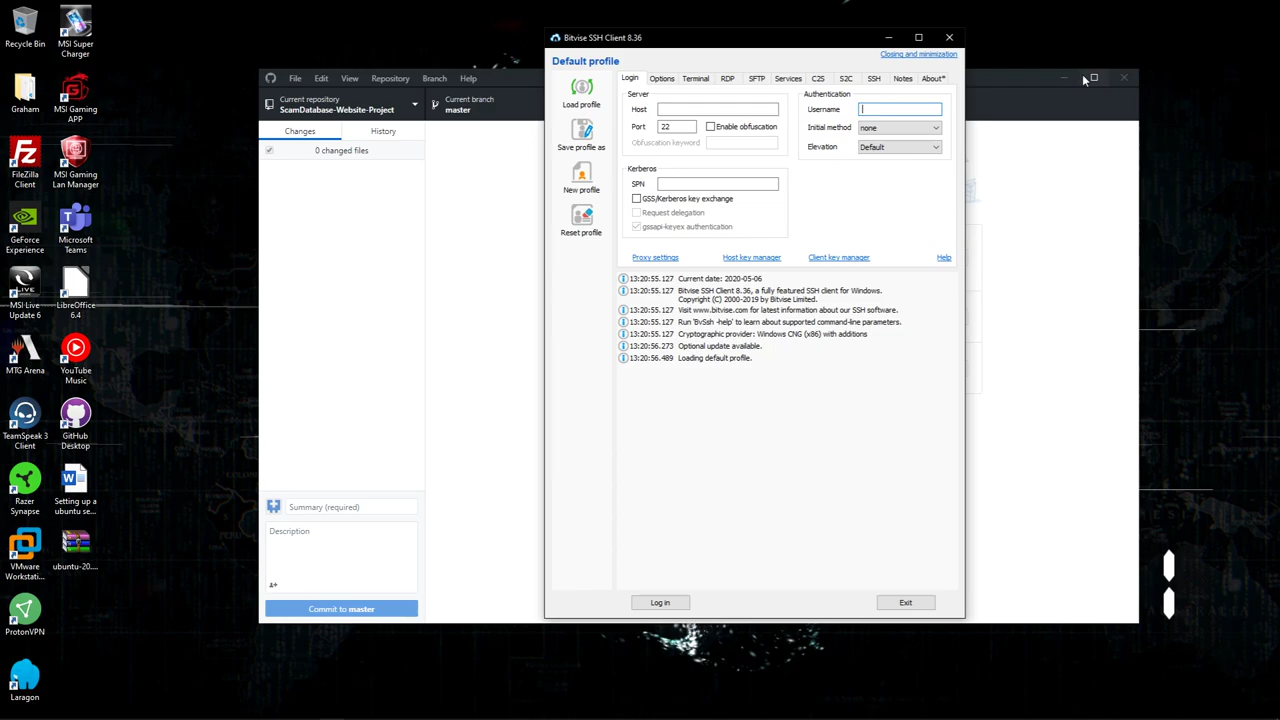 Recycle Bin
MSI Super
Charger
Graham
MSI Gaming
APP
FileZilla
Client
MSI Gaming
Lan Manager
GeForce
Experience
Microsoft
Teams
MSI Live
Update 6
LibreOffice
6.4
MTG Arena
YouTube
Music
TeamSpeak 3
Client
GitHub
Desktop
Razer
Synapse
Setting up a
ubuntu se...
VMware
Workstati...
ubuntu-20....
ProtonVPN
Laragon
File Edit View Repository Branch Help
Current repository
ScamDatabase-Website-Project
Current branch
master
Changes History
0 changed files
Summary (required)
Description
Commit to master
Bitvise SSH Client 8.36
Default profile
Closing and minimization
Load profile
Save profile as
New profile
Reset profile
Login Options Terminal RDP SFTP Services C2S S2C SSH Notes About*
Server
Host
Port 22 Enable obfuscation
Obfuscation keyword
Authentication
Username
Initial method none
Elevation Default
Kerberos
SPN
GSS/Kerberos key exchange
Request delegation
gssapi-keyex authentication
Proxy settings Host key manager Client key manager Help
13:20:55.127 Current date: 2020-05-06
13:20:55.127 Bitvise SSH Client 8.36, a fully featured SSH client for Windows.
Copyright (C) 2000-2019 by Bitvise Limited.
13:20:55.127 Visit www.bitvise.com for latest information about our SSH software.
13:20:55.127 Run 'BvSsh -help' to learn about supported command-line parameters.
13:20:55.127 Cryptographic provider: Windows CNG (x86) with additions
13:20:56.273 Optional update available.
13:20:56.489 Loading default profile.
Log in Exit